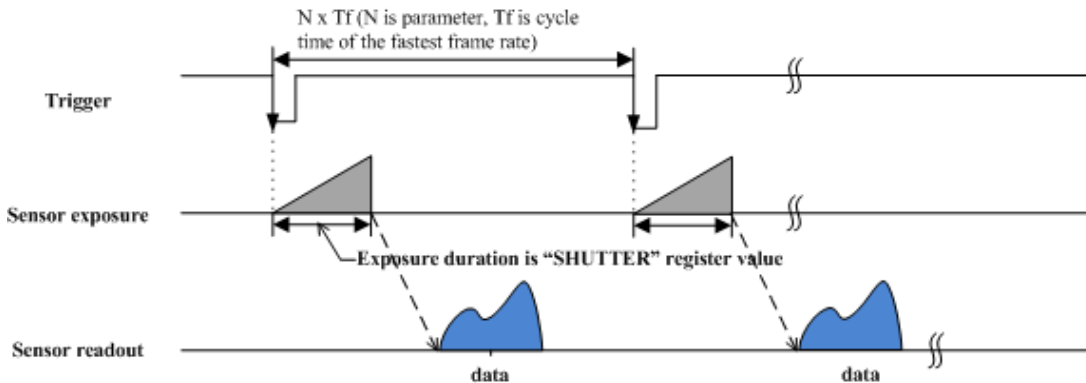 N x Tf (N is parameter, Tf is cycle
time of the fastest frame rate)
Trigger
Sensor exposure
Exposure duration is “SHUTTER” register value
Sensor readout
data
data